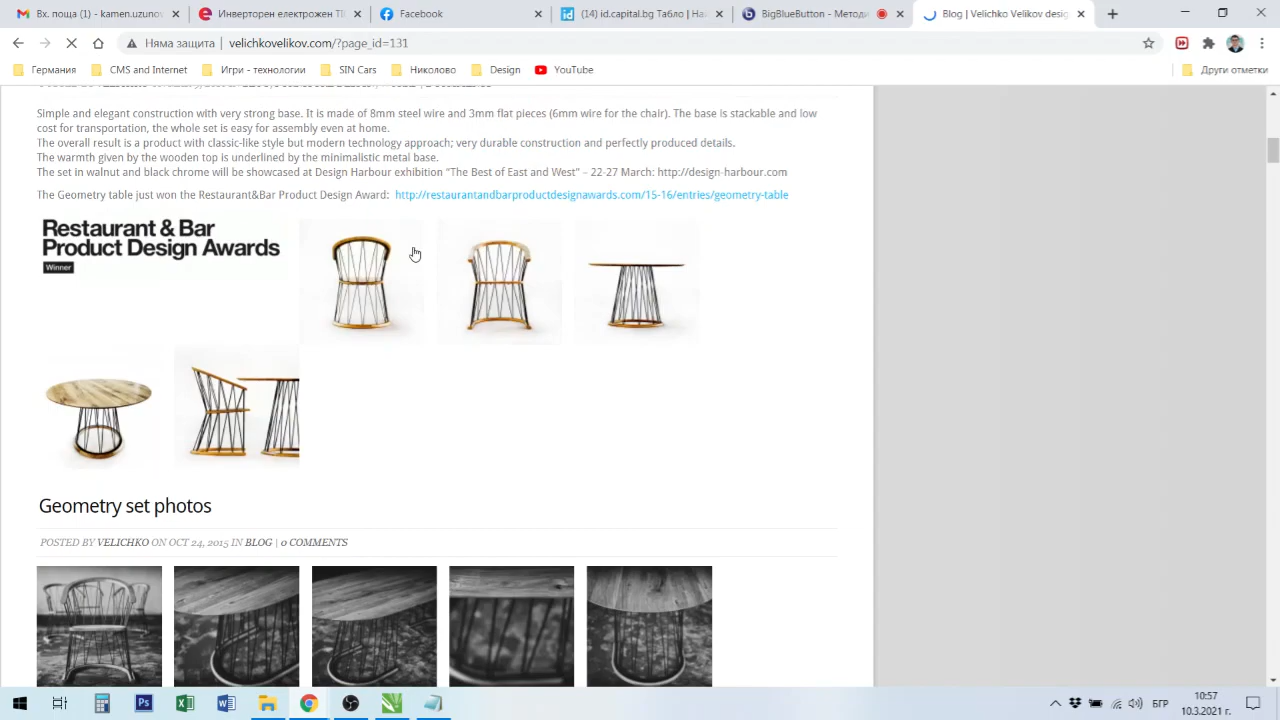 Вх. поща (1) - kamen.uzunov
Получени екранът TI
Facebook
(14) id.capital.bg Табло | На
BigBlueButton - Методи
Blog | Velichko Velikov desig
Няма защита | velichkovelikov.com/?page_id=131
Германия
CMS and Internet
Игри - технологии
SIN Cars
Николово
Design
YouTube
Други отметки
Simple and elegant construction with very strong base. It is made of 8mm steel wire and 3mm flat pieces (6mm wire for the chair). The base is stackable and low
cost for transportation, the whole set is easy for assembly even at home.
The overall result is a product with classic-like style but modern technology approach; very durable construction and perfectly produced details.
The warmth given by the wooden top is underlined by the minimalistic metal base.
The set in walnut and black chrome will be showcased at Design Harbour exhibition "The Best of East and West" – 22-27 March: http://design-harbour.com
The Geometry table just won the Restaurant&Bar Product Design Award: http://restaurantandbarproductdesignawards.com/15-16/entries/geometry-table
Restaurant & Bar
Product Design Awards
Winner
Geometry set photos
POSTED BY VELICHKO ON OCT 24, 2015 IN BLOG | 0 COMMENTS
БГР
10:57
10.3.2021 г.